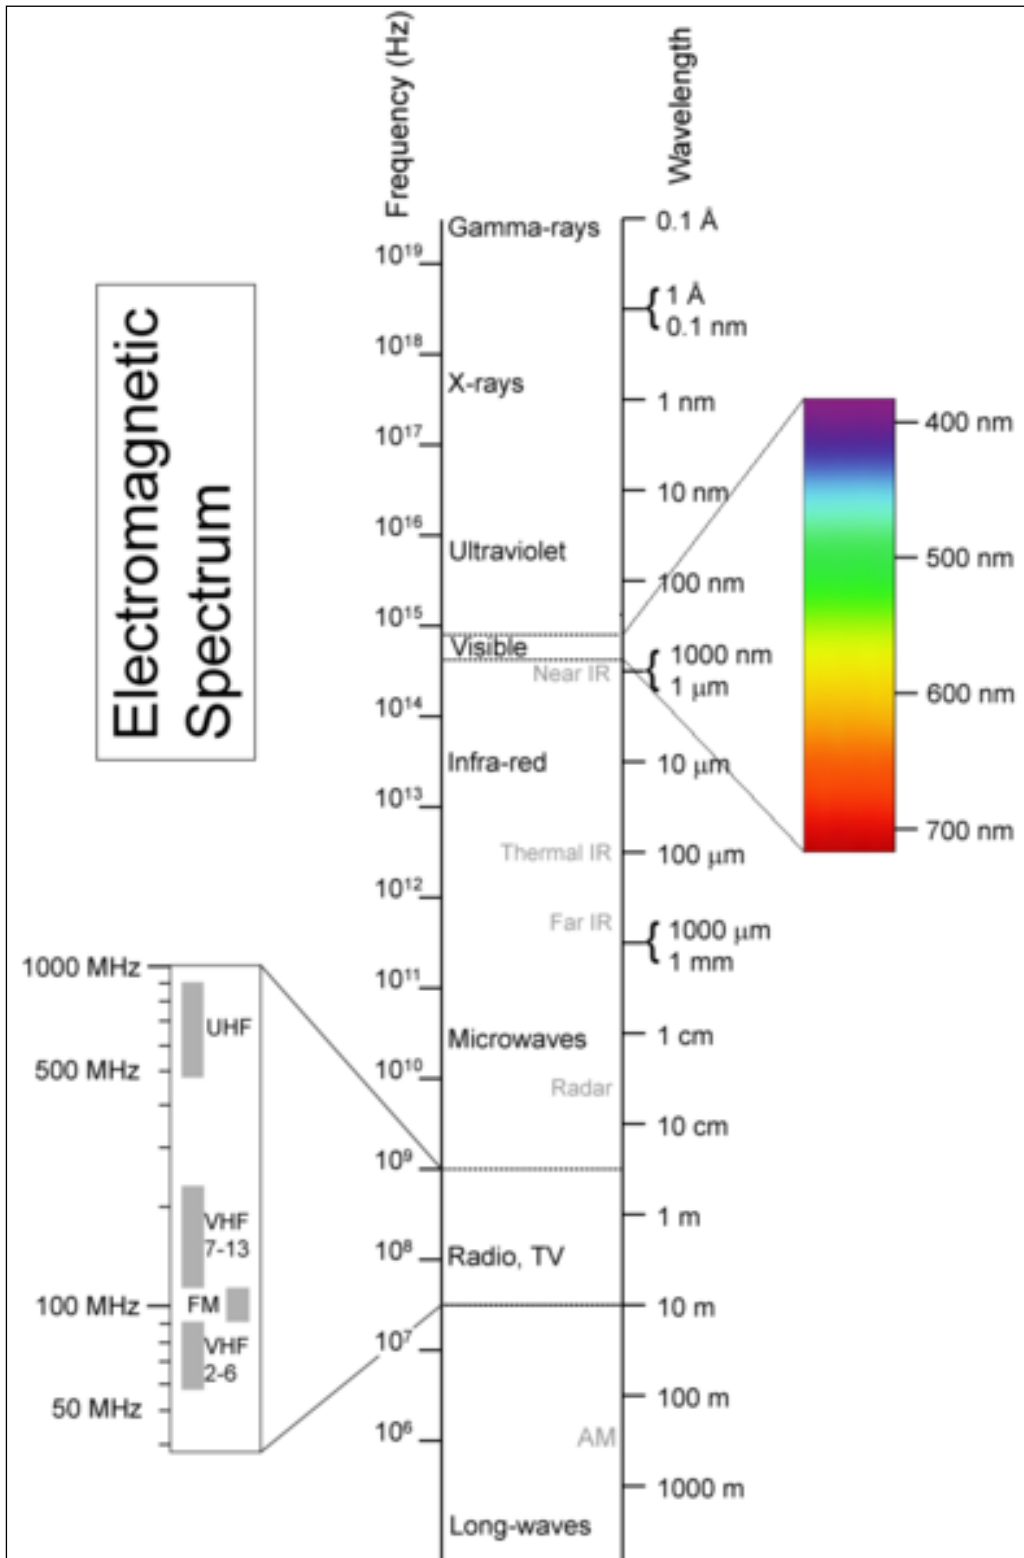 Electromagnetic
Spectrum
Frequency (Hz)
Wavelength
Gamma-rays
0.1 Å
10¹⁹
1 Å
0.1 nm
10¹⁸
X-rays
1 nm
10¹⁷
10 nm
10¹⁶
Ultraviolet
100 nm
10¹⁵
Visible
1000 nm
Near IR
1 μm
10¹⁴
Infra-red
10 μm
10¹³
Thermal IR
100 μm
10¹²
Far IR
1000 μm
1 mm
10¹¹
Microwaves
1 cm
10¹⁰
Radar
10 cm
10⁹
1 m
10⁸
Radio, TV
10 m
10⁷
100 m
10⁶
AM
1000 m
Long-waves
400 nm
500 nm
600 nm
700 nm
1000 MHz
UHF
500 MHz
VHF
7-13
FM
100 MHz
VHF
2-6
50 MHz